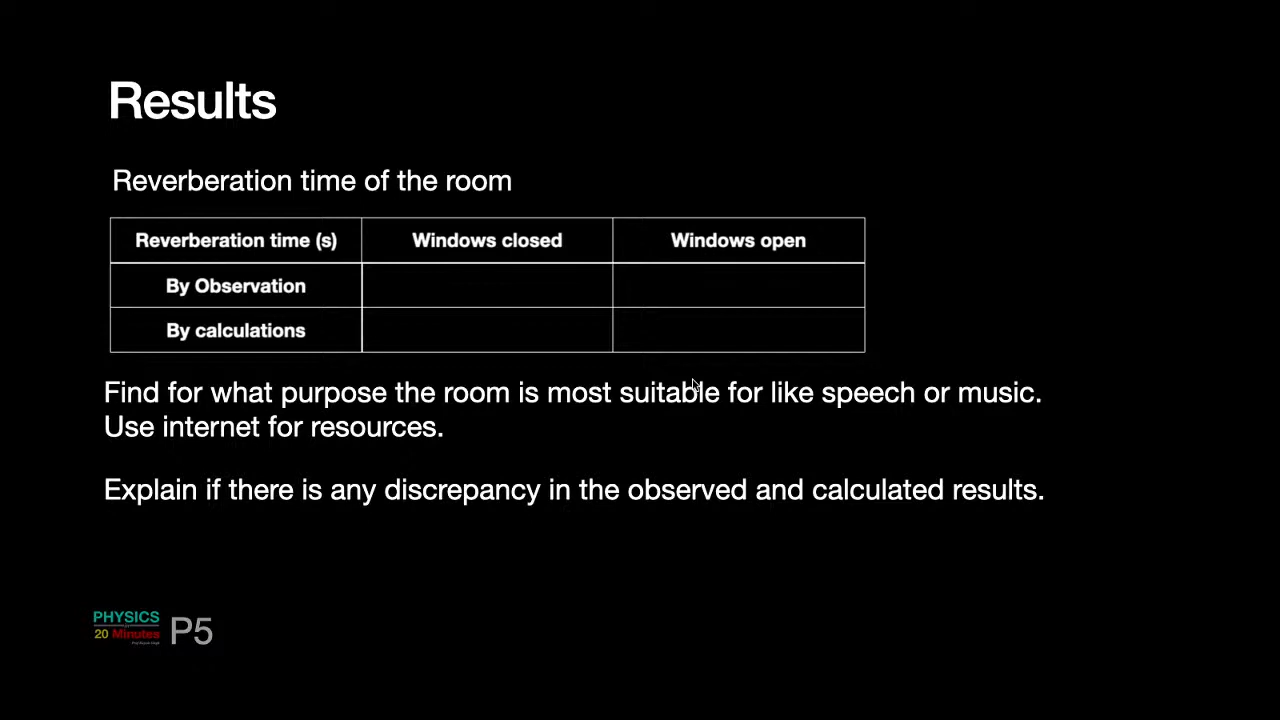 Results
Reverberation time of the room
Reverberation time (s) Windows closed Windows open
By Observation
By calculations
Find for what purpose the room is most suitable for like speech or music.
Use internet for resources.
Explain if there is any discrepancy in the observed and calculated results.
PHYSICS
20 Minutes
P5